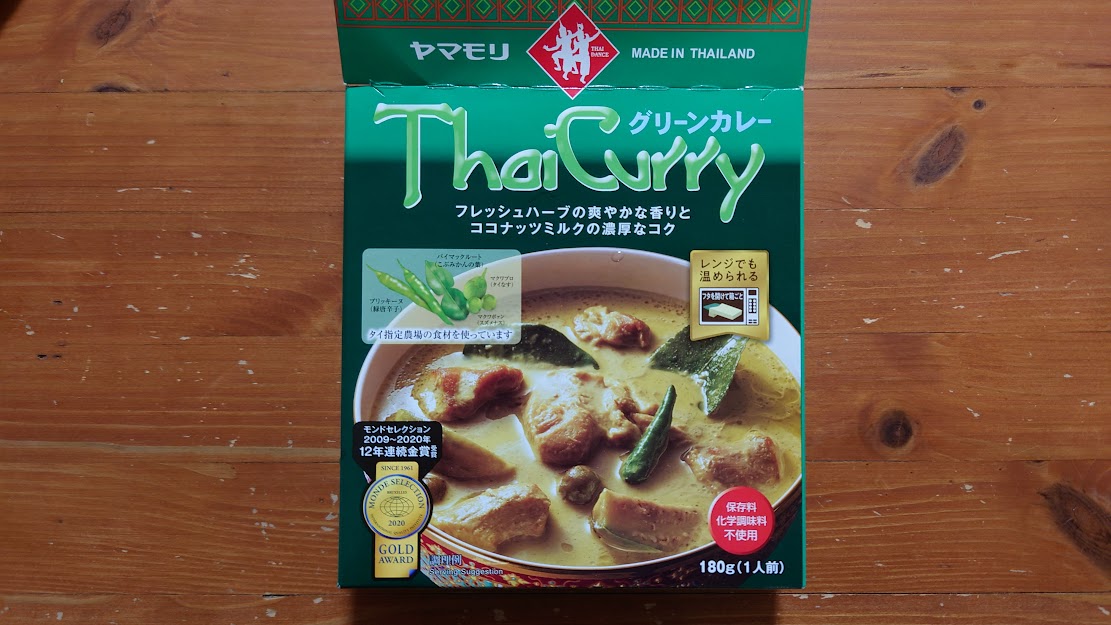 ヤマモリ
THAI DANCE
MADE IN THAILAND
Thai Curry
グリーンカレー
フレッシュハーブの爽やかな香りと
ココナッツミルクの濃厚なコク
バイマックルート
(こぶみかんの葉)
マクワプロ
(タイなす)
プリッキーヌ
(緑唐辛子)
マクワポァン
(スズメナス)
タイ指定農場の食材を使っています
レンジでも
温められる
フタを開けて箱ごと
モンドセレクション
2009～2020年
12年連続金賞受賞
SINCE 1961
MONDE SELECTION
BRUXELLES
2020
GOLD
AWARD
調理例
Serving Suggestion
保存料
化学調味料
不使用
180g(1人前)